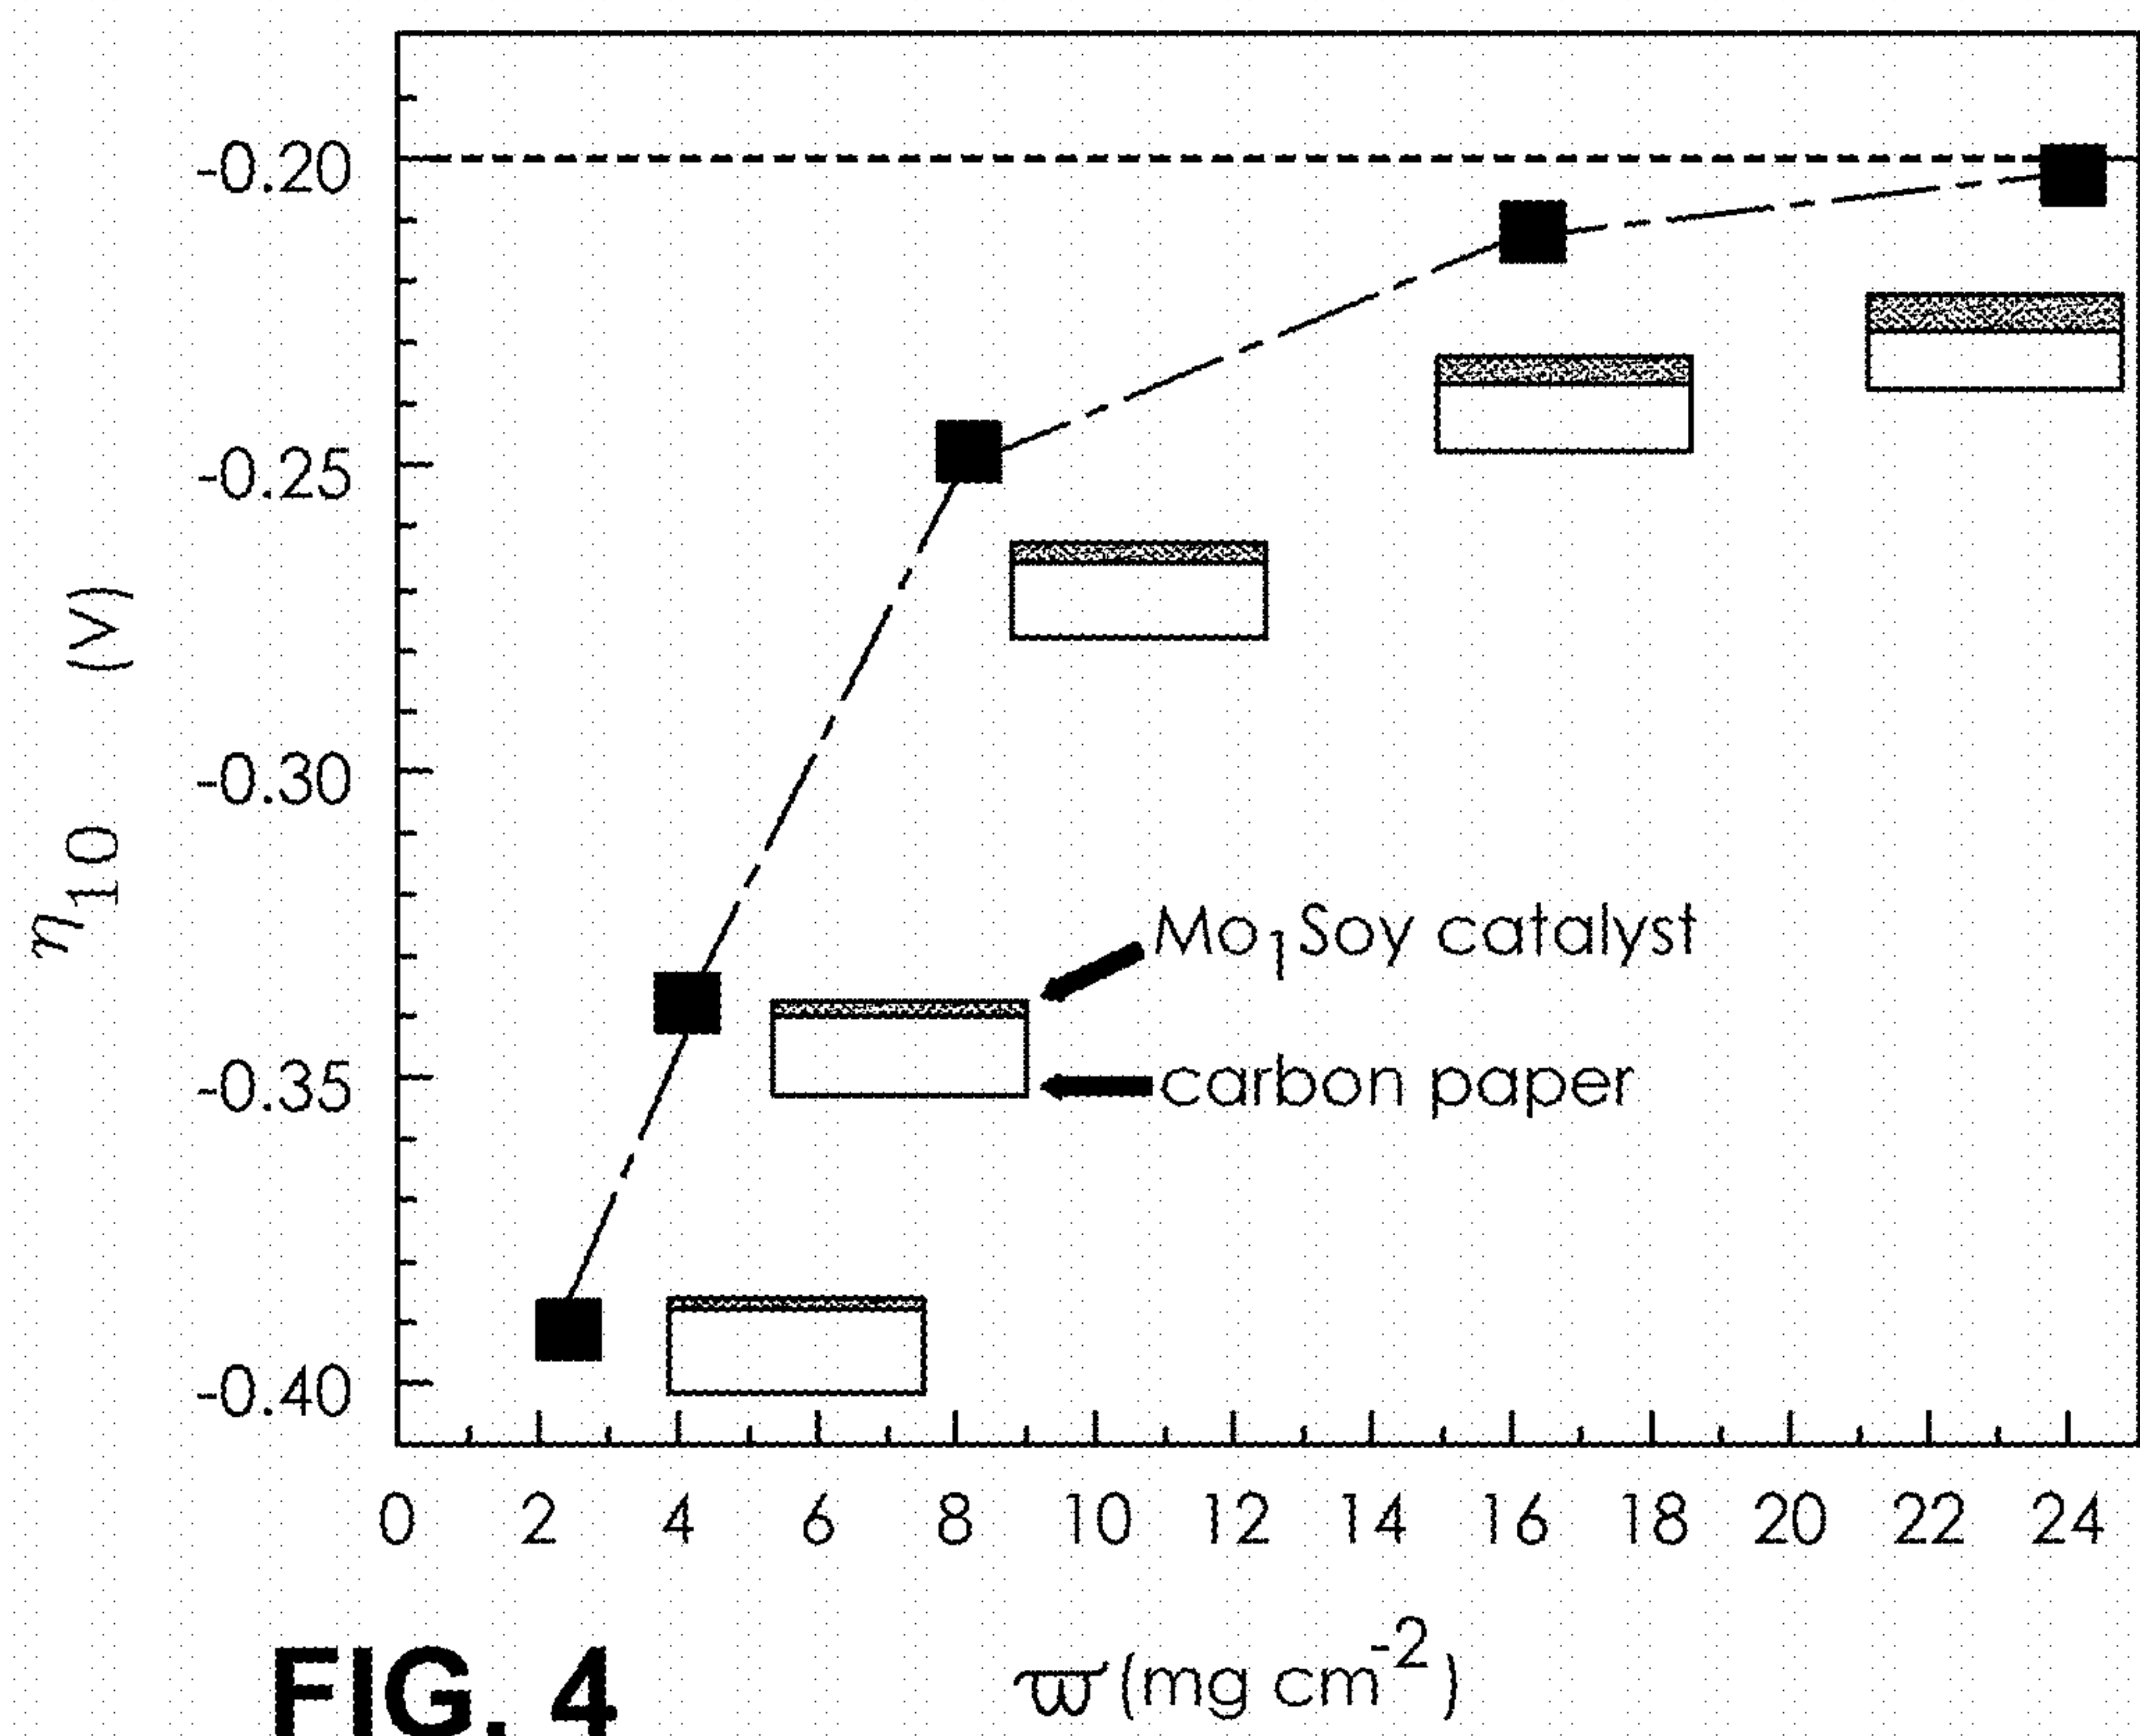 -0.20
-0.25
-0.30
-0.35
-0.40
η10 (V)
Mo1Soy catalyst
carbon paper
0 2 4 6 8 10 12 14 16 18 20 22 24
ϖ (mg cm-2)
FIG. 4